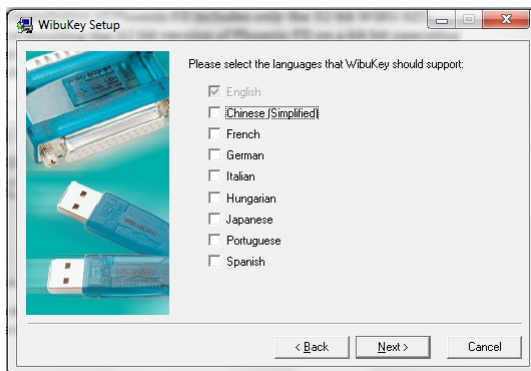 WibuKey Setup
Please select the languages that WibuKey should support:
English
Chinese (Simplified)
French
German
Italian
Hungarian
Japanese
Portuguese
Spanish
< Back
Next >
Cancel